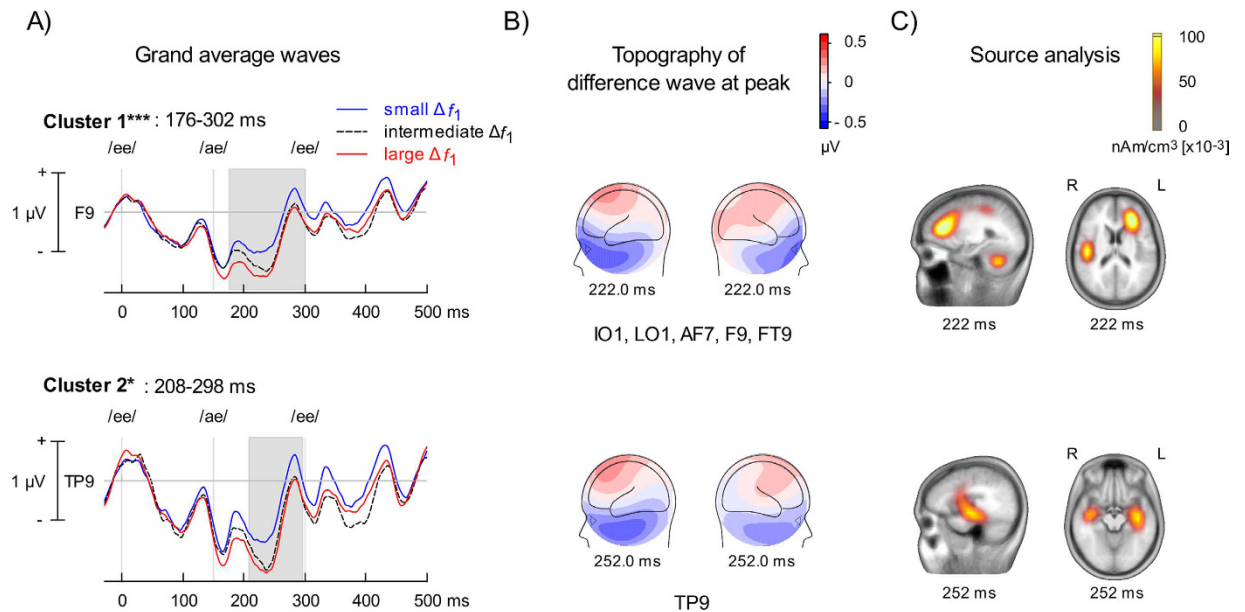 A)
Grand average waves
small Δf1
intermediate Δf1
large Δf1
Cluster 1*** : 176-302 ms
/ee/ /ae/ /ee/
+
1 µV
-
F9
0 100 200 300 400 500 ms
Cluster 2* : 208-298 ms
/ee/ /ae/ /ee/
+
1 µV
-
TP9
0 100 200 300 400 500 ms
B)
Topography of
difference wave at peak
0.5
0
- 0.5
µV
222.0 ms 222.0 ms
IO1, LO1, AF7, F9, FT9
252.0 ms 252.0 ms
TP9
C)
Source analysis
100
50
0
nAm/cm³ [x10-³]
R L
222 ms 222 ms
R L
252 ms 252 ms